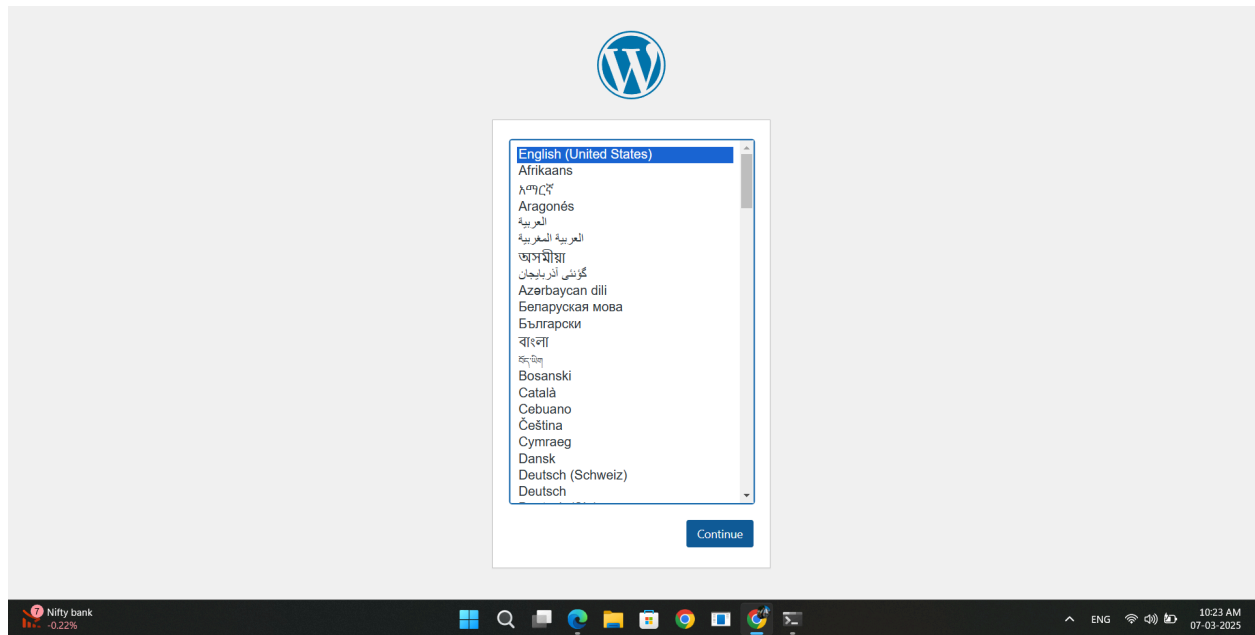 English (United States)
Afrikaans
አማርኛ
Aragonés
العربية
العربية المغربية
অসমীয়া
گؤنئی آذربایجان
Azərbaycan dili
Беларуская мова
Български
বাংলা
བོད་ཡིག
Bosanski
Català
Cebuano
Čeština
Cymraeg
Dansk
Deutsch (Schweiz)
Deutsch
Continue
7
Nifty bank
-0.22%
ENG
10:23 AM
07-03-2025